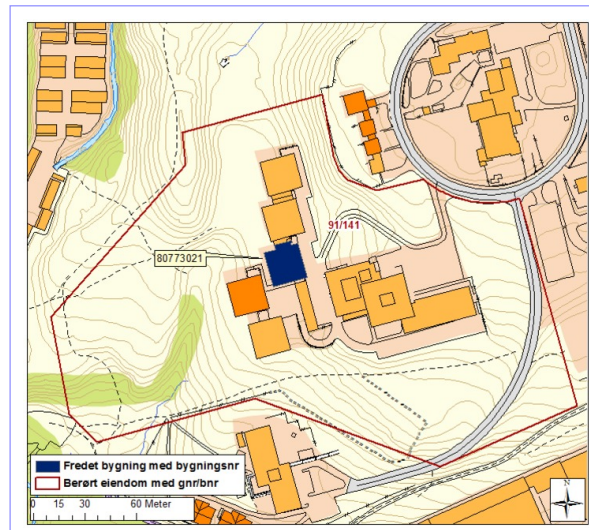 91/141
80773021
Fredet bygning med bygningsnr
Berørt eiendom med gnr/bnr
0 15 30 60 Meter
N